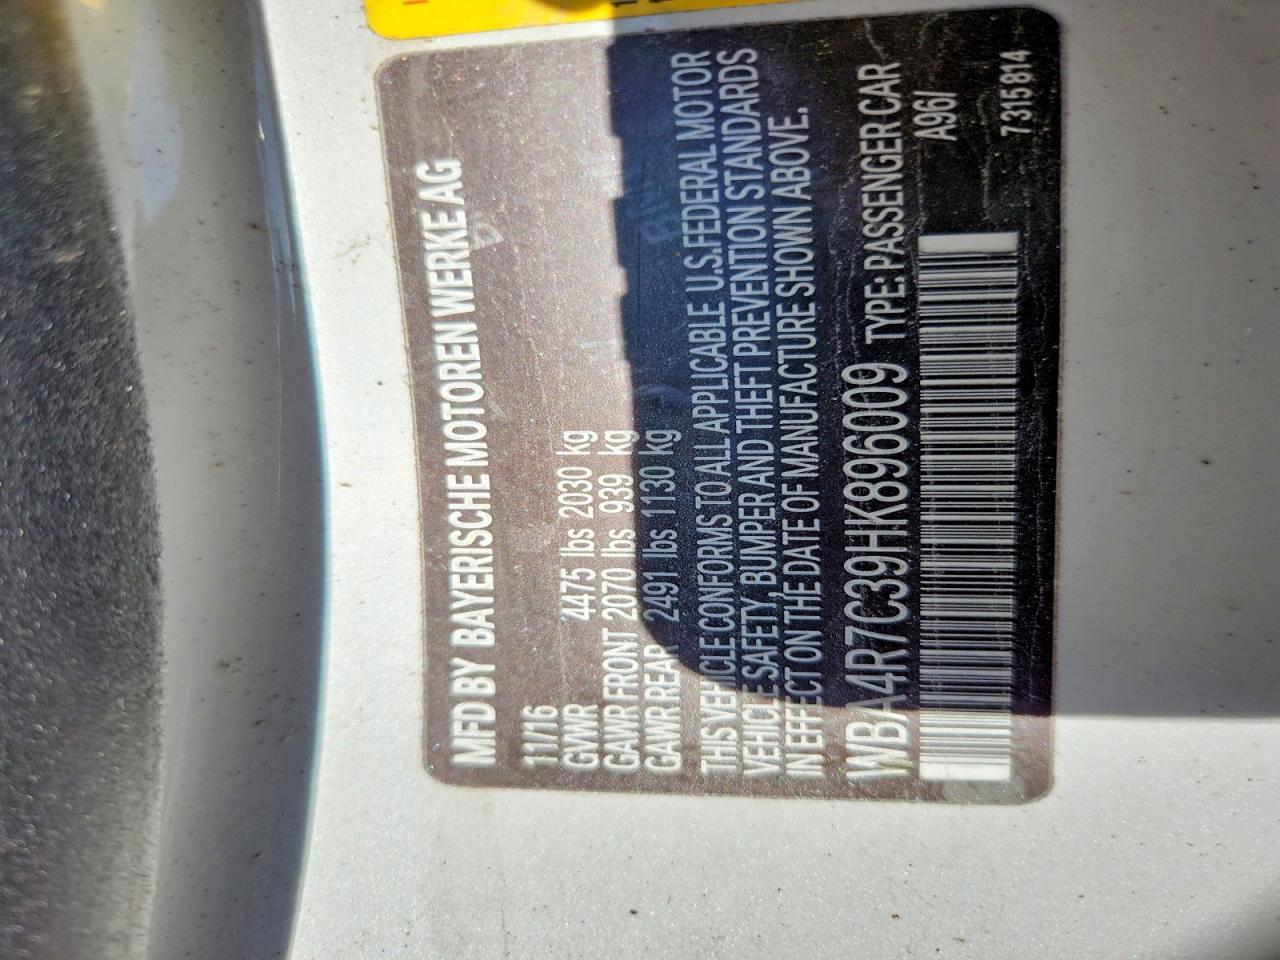 MFD BY BAYERISCHE MOTOREN WERKE AG
11/16
GVWR 4475 lbs 2030 kg
GAWR FRONT 2070 lbs 939 kg
GAWR REAR 2491 lbs 1130 kg
THIS VEHICLE CONFORMS TO ALL APPLICABLE U.S.FEDERAL MOTOR
VEHICLE SAFETY, BUMPER AND THEFT PREVENTION STANDARDS
IN EFFECT ON THE DATE OF MANUFACTURE SHOWN ABOVE.
WBA4R7C39HK896009 TYPE: PASSENGER CAR
A96/
7315814